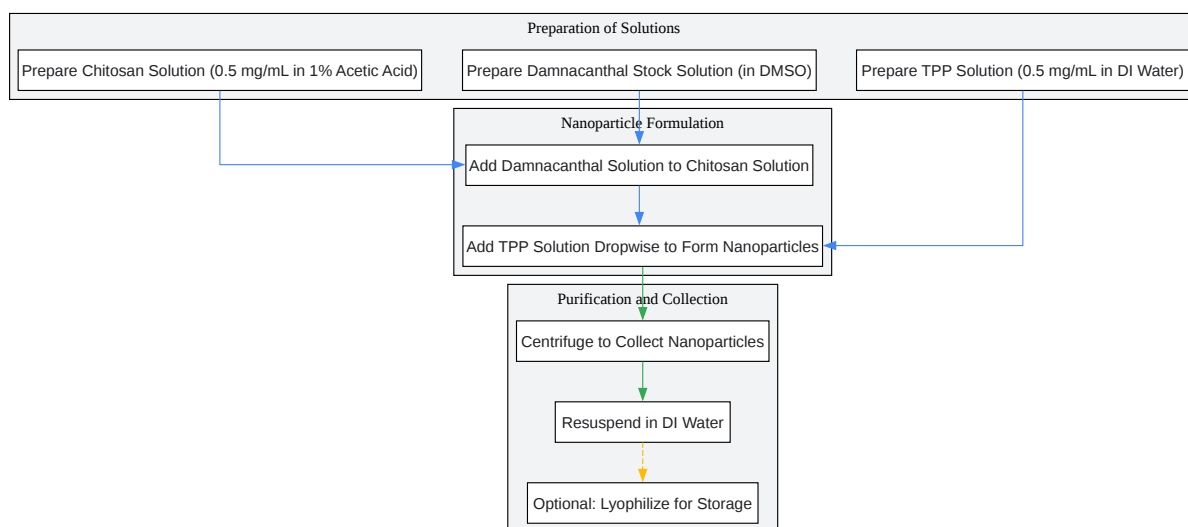 Preparation of Solutions
Prepare Chitosan Solution (0.5 mg/mL in 1% Acetic Acid)
Prepare Damnacanthal Stock Solution (in DMSO)
Prepare TPP Solution (0.5 mg/mL in DI Water)
Nanoparticle Formulation
Add Damnacanthal Solution to Chitosan Solution
Add TPP Solution Dropwise to Form Nanoparticles
Purification and Collection
Centrifuge to Collect Nanoparticles
Resuspend in DI Water
Optional: Lyophilize for Storage